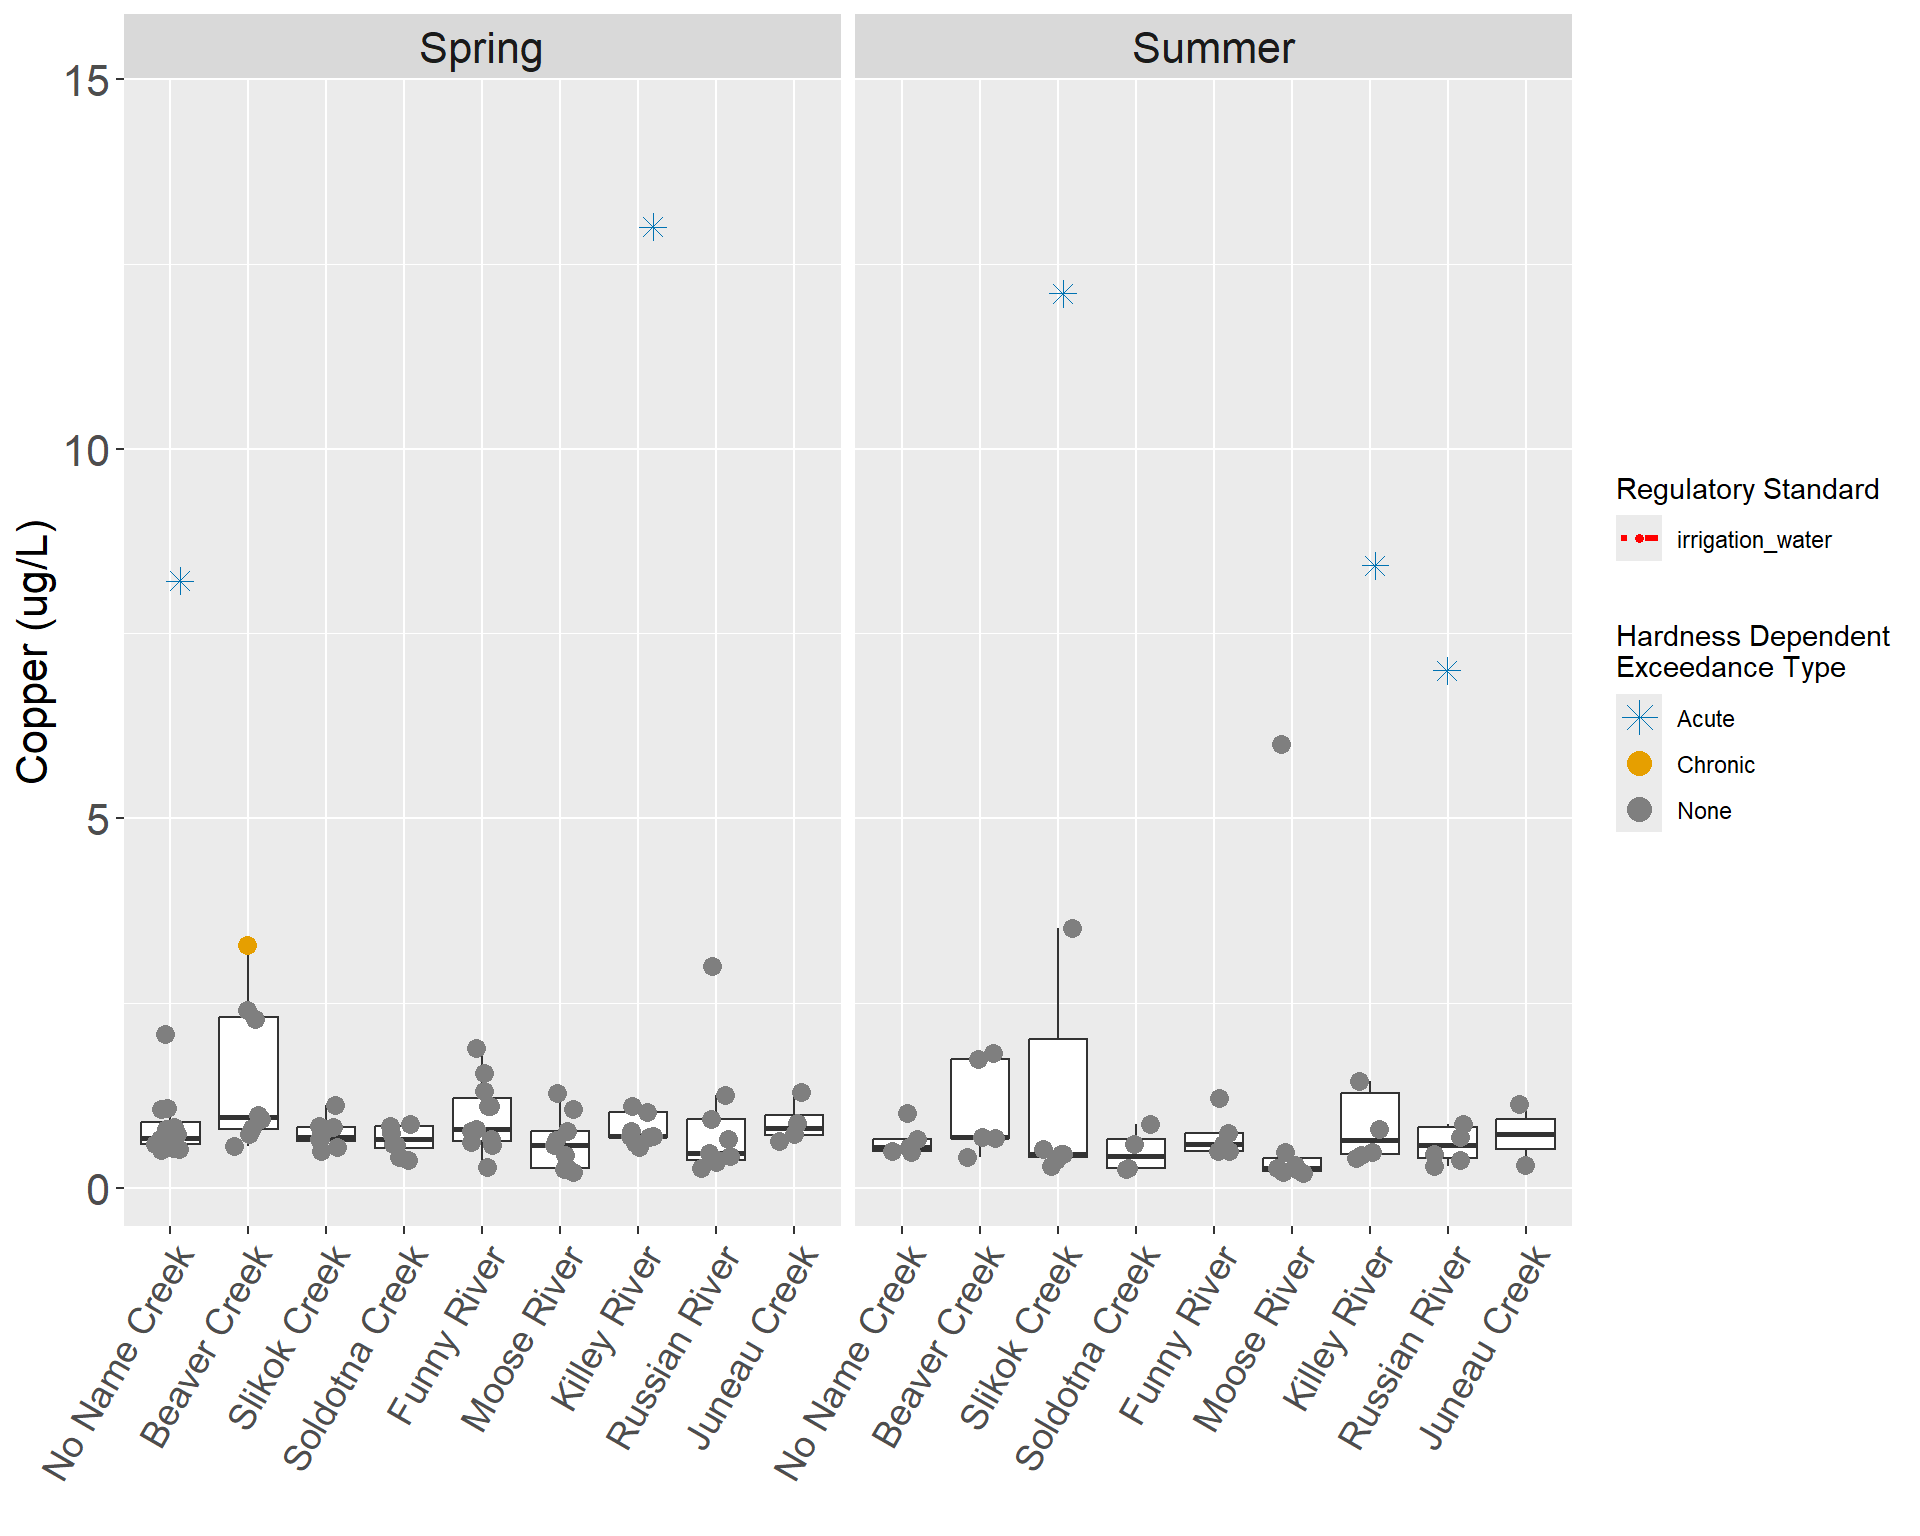 Spring
Summer
15
10
5
0
Copper (ug/L)
No Name Creek
Beaver Creek
Slikok Creek
Soldotna Creek
Funny River
Moose River
Killey River
Russian River
Juneau Creek
No Name Creek
Beaver Creek
Slikok Creek
Soldotna Creek
Funny River
Moose River
Killey River
Russian River
Juneau Creek
Regulatory Standard
irrigation_water
Hardness Dependent
Exceedance Type
Acute
Chronic
None